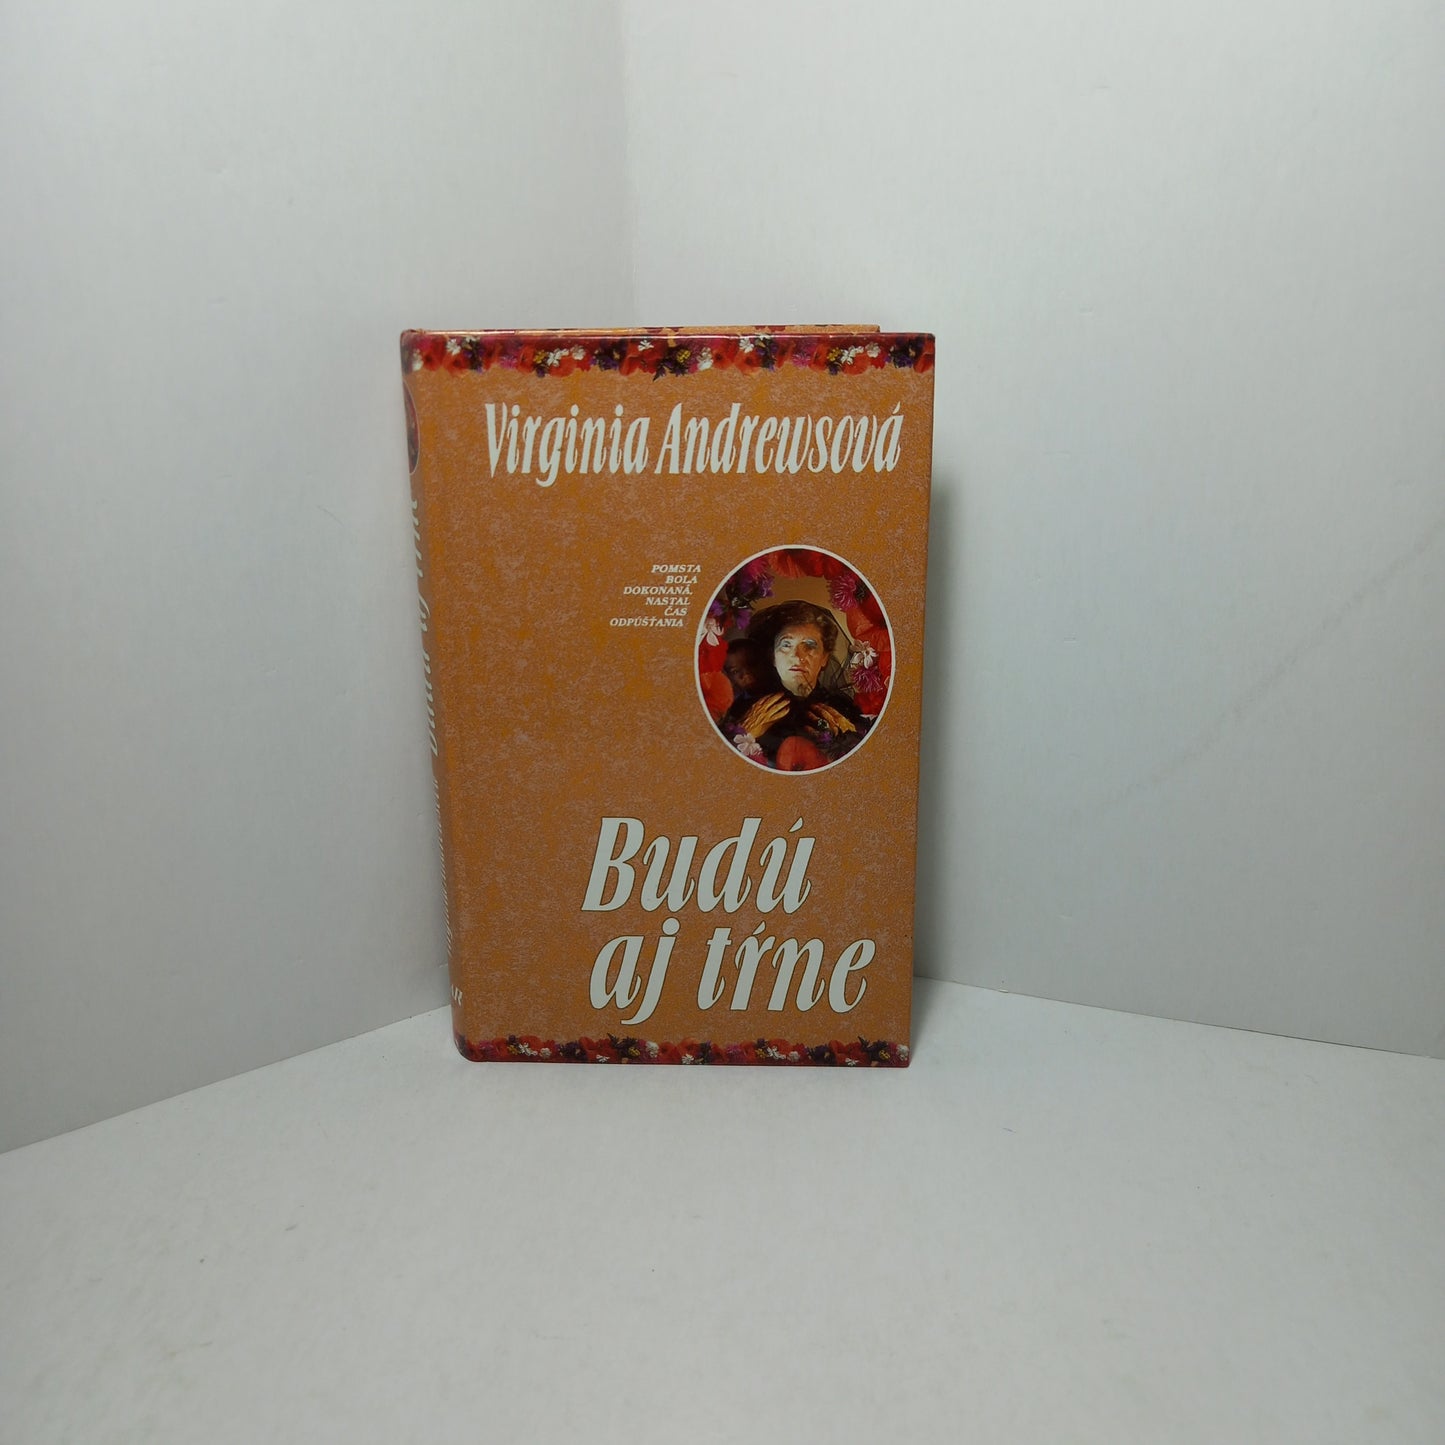 Virginia Andrewsová
POMSTA
BOLA
DOKONANÁ.
NASTAL
ČAS
ODPÚŠŤANIA
Budú
aj tŕne